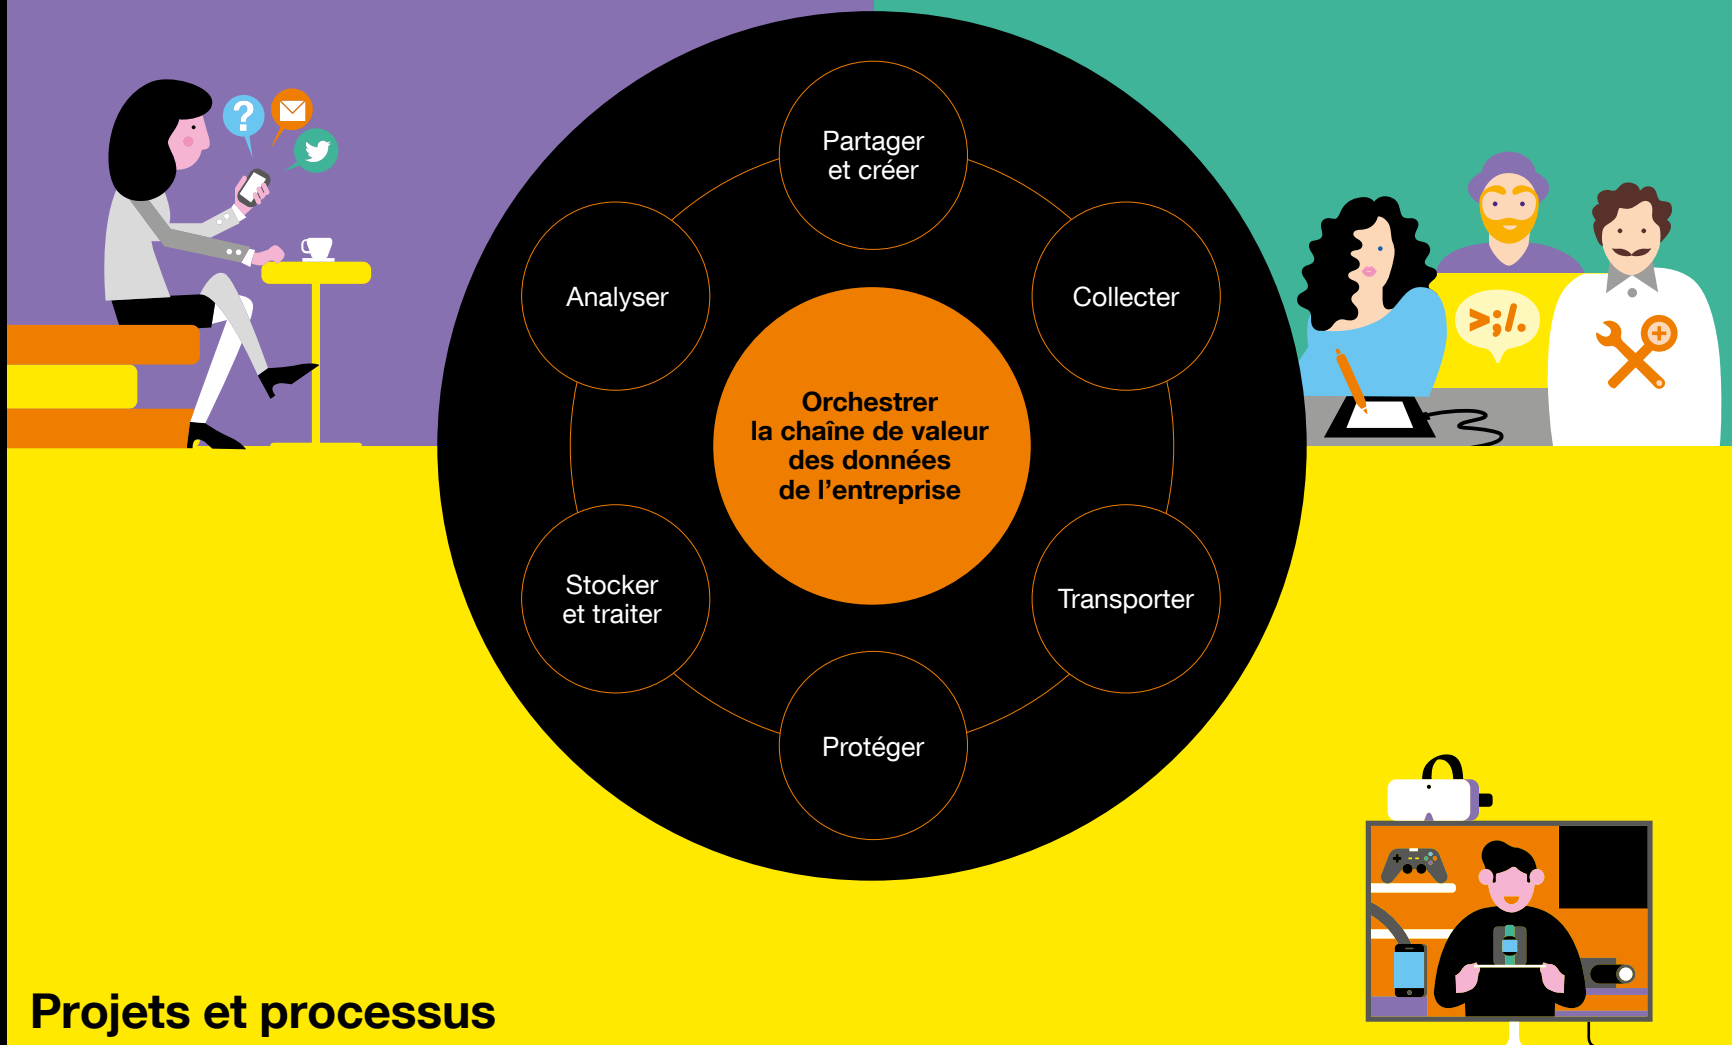 ?
Partager
et créer
Analyser
Collecter
>;/.
Orchestrer
la chaîne de valeur
des données
de l'entreprise
Stocker
et traiter
Transporter
Protéger
Projets et processus